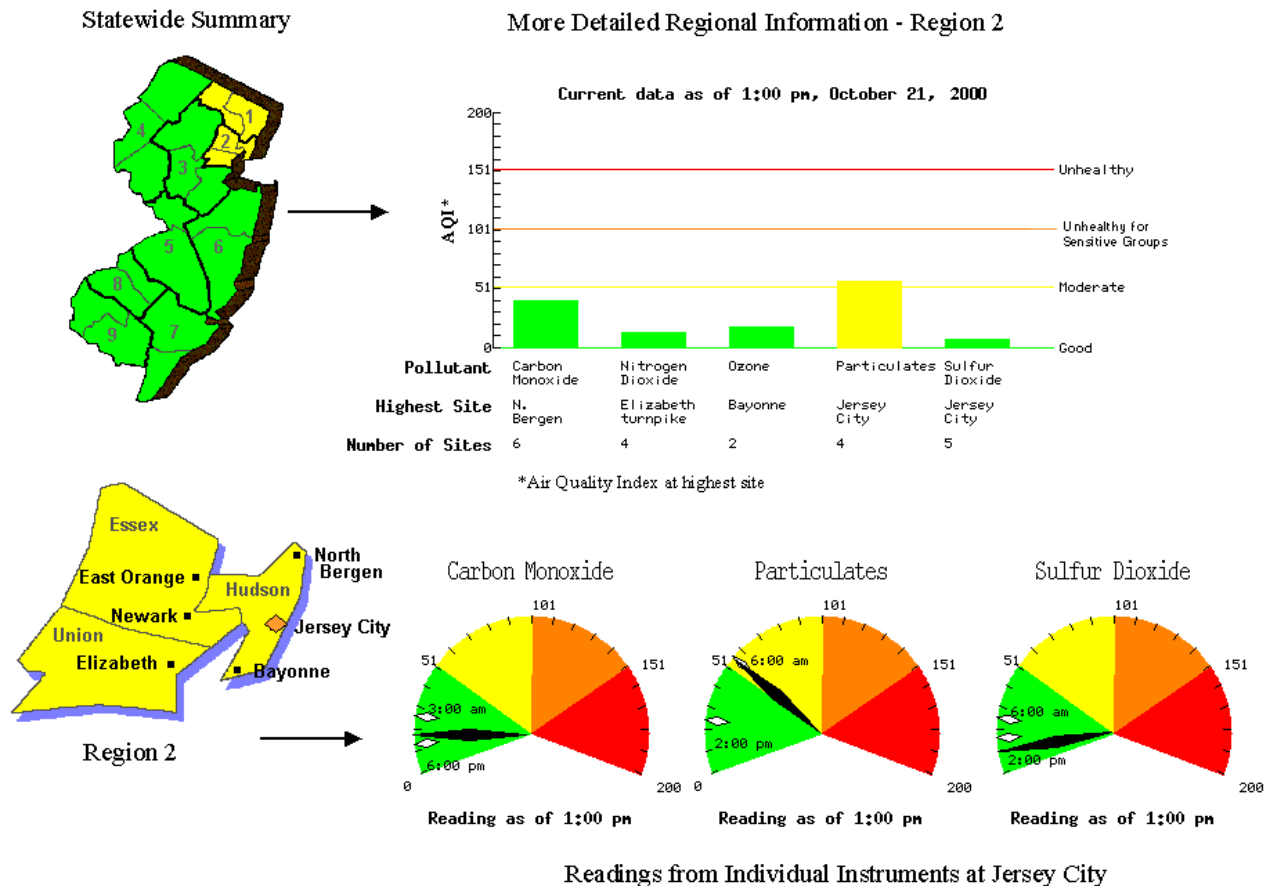 Statewide Summary
More Detailed Regional Information - Region 2
1
2
3
4
5
6
7
8
9
Current data as of 1:00 pm, October 21, 2000
AQI*
200
151
101
51
0
Unhealthy
Unhealthy for
Sensitive Groups
Moderate
Good
Pollutant
Carbon
Monoxide
Nitrogen
Dioxide
Ozone
Particulates
Sulfur
Dioxide
Highest Site
N.
Bergen
Elizabeth
turnpike
Bayonne
Jersey
City
Jersey
City
Number of Sites
6
4
2
4
5
*Air Quality Index at highest site
Essex
East Orange
Newark
Union
Elizabeth
Hudson
North
Bergen
Jersey City
Bayonne
Region 2
Carbon Monoxide
101
51
151
3:00 am
6:00 pm
0
200
Reading as of 1:00 pm
Particulates
101
51
151
6:00 am
2:00 pm
0
200
Reading as of 1:00 pm
Sulfur Dioxide
101
51
151
6:00 am
2:00 pm
0
200
Reading as of 1:00 pm
Readings from Individual Instruments at Jersey City